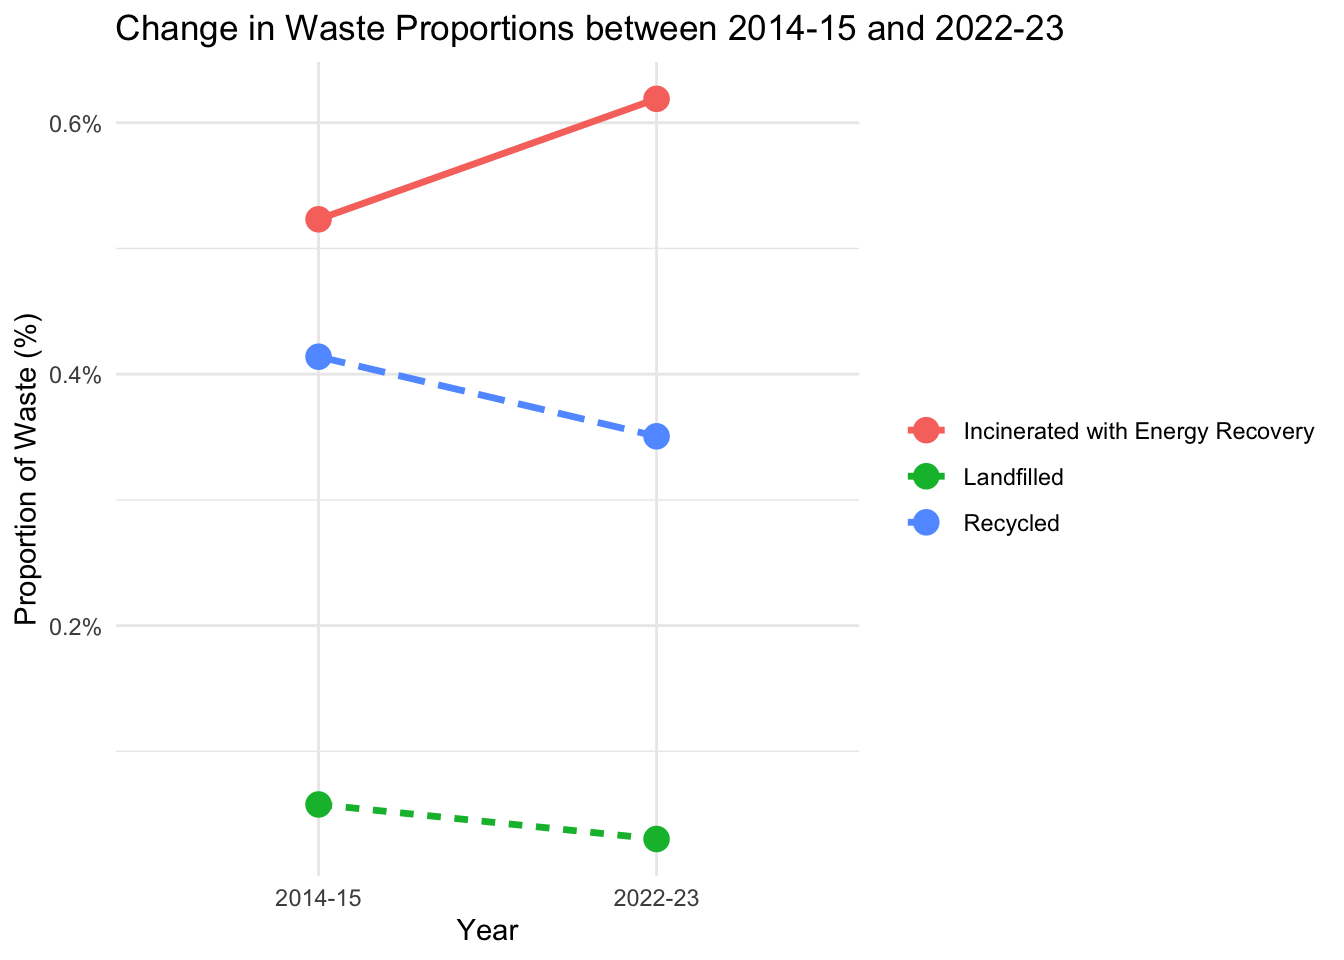 Change in Waste Proportions between 2014-15 and 2022-23
Proportion of Waste (%)
0.6%
0.4%
0.2%
2014-15
2022-23
Year
Incinerated with Energy Recovery
Landfilled
Recycled